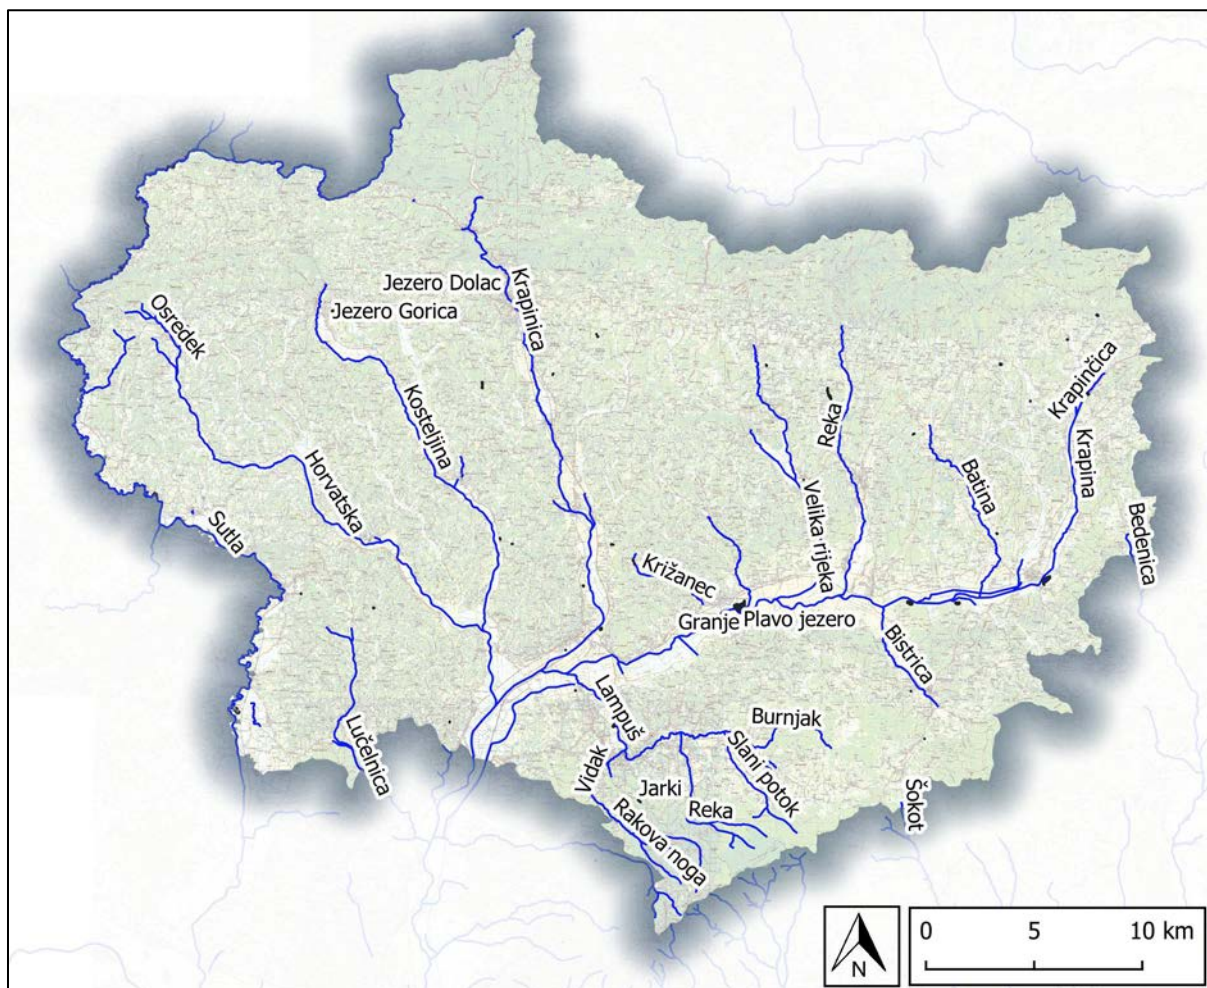 Jezero Dolac
Jezero Gorica
Krapinica
Osredek
Krapinčica
Kosteljina
Reka
Horvatska
Batina
Krapina
Velika rijeka
Bedenica
Sutla
Križanec
Granje
Plavo jezero
Bistrica
Lampuš
Burnjak
Lučelnica
Vidak
Slani potok
Jarki
Reka
Šokot
Rakova noga
N
0 5 10 km